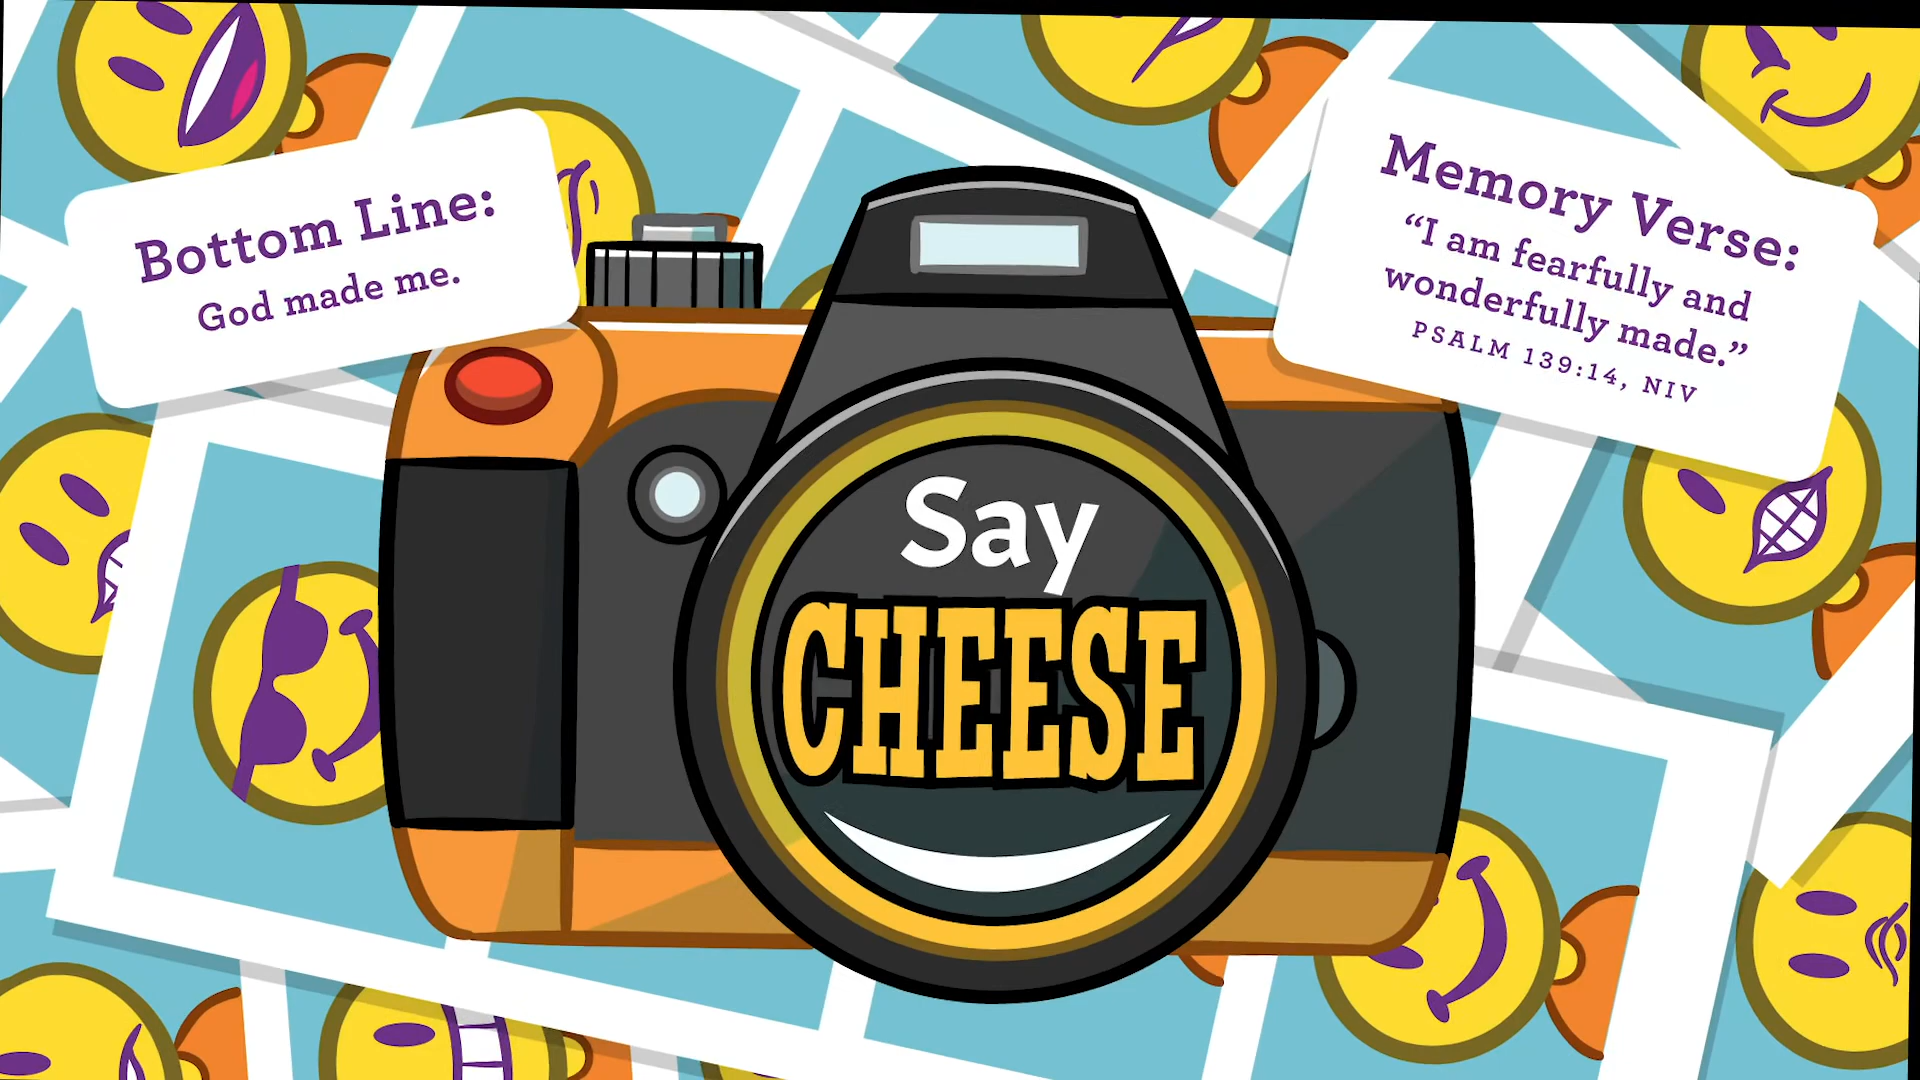 Bottom Line:
God made me.
Memory Verse:
“I am fearfully and
wonderfully made.”
PSALM 139:14, NIV
Say
CHEESE